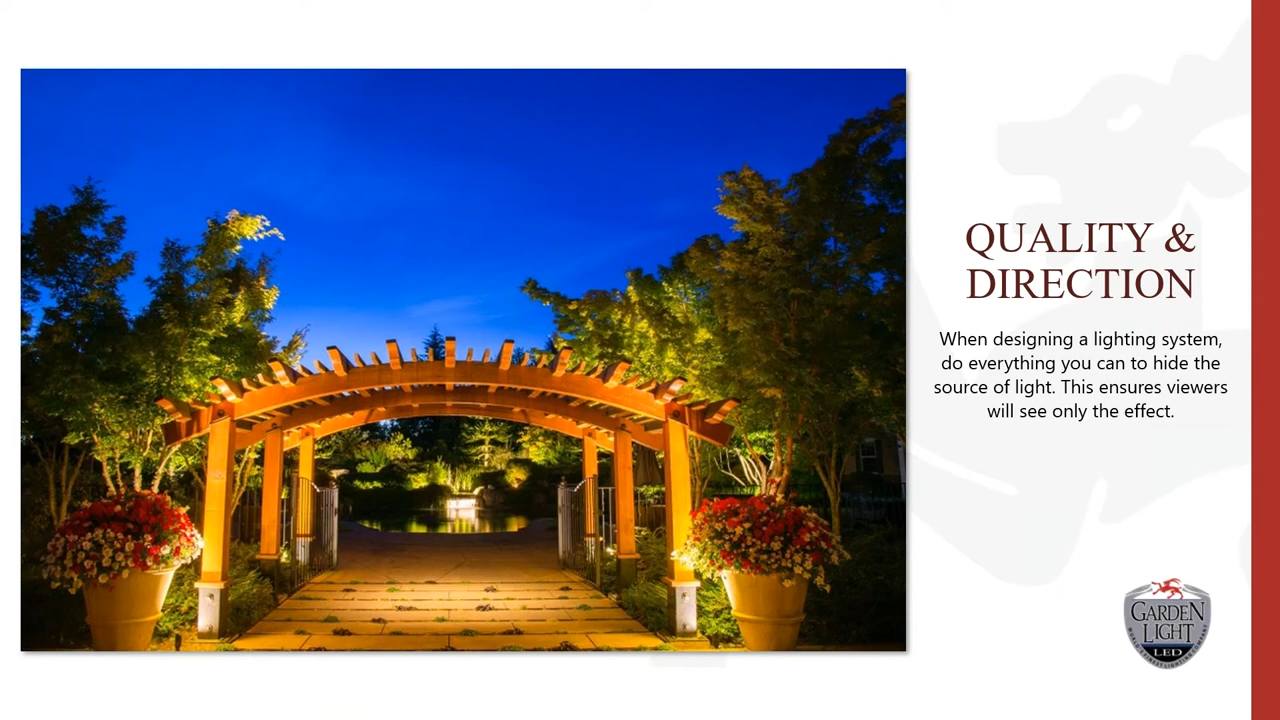 QUALITY &
DIRECTION
When designing a lighting system,
do everything you can to hide the
source of light. This ensures viewers
will see only the effect.
GARDEN
LIGHT
LED